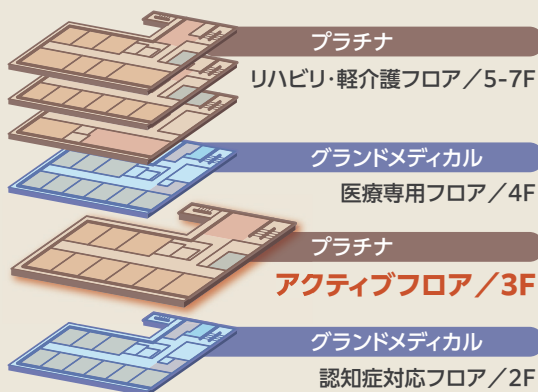 プラチナ
リハビリ・軽介護フロア／5-7F
グランドメディカル
医療専用フロア／4F
プラチナ
アクティブフロア／3F
グランドメディカル
認知症対応フロア／2F